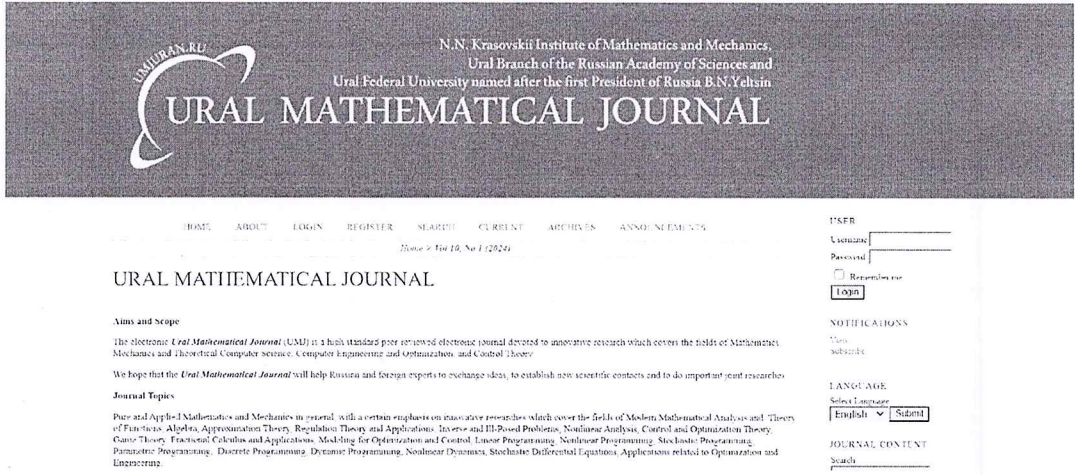 UMJURAN.RU
N.N. Krasovskii Institute of Mathematics and Mechanics,
Ural Branch of the Russian Academy of Sciences and
Ural Federal University named after the first President of Russia B.N.Yeltsin
URAL MATHEMATICAL JOURNAL
HOME ABOUT LOGIN REGISTER SEARCH CURRENT ARCHIVES ANNOUNCEMENTS
Home > Vol 10, No 1 (2024)
URAL MATHEMATICAL JOURNAL
Aims and Scope
The electronic Ural Mathematical Journal (UMJ) is a high standard peer-reviewed electronic journal devoted to innovative research which covers the fields of Mathematics,
Mechanics and Theoretical Computer Science, Computer Engineering and Optimization, and Control Theory
We hope that the Ural Mathematical Journal will help Russian and foreign experts to exchange ideas, to establish new scientific contacts and to do important joint researches
Journal Topics
Pure and Applied Mathematics and Mechanics in general, with a certain emphasis on innovative researches which cover the fields of Modern Mathematical Analysis and Theory
of Functions, Algebra, Approximation Theory, Regulation Theory and Applications, Inverse and Ill-Posed Problems, Nonlinear Analysis, Control and Optimization Theory,
Game Theory, Fractional Calculus and Applications, Modeling for Optimization and Control, Linear Programming, Nonlinear Programming, Stochastic Programming,
Parametric Programming, Discrete Programming, Dynamic Programming, Nonlinear Dynamics, Stochastic Differential Equations, Applications related to Optimization and
Engineering.
USER
Username
Password
Remember me
Login
NOTIFICATIONS
View
Subscribe
LANGUAGE
Select Language
English Submit
JOURNAL CONTENT
Search